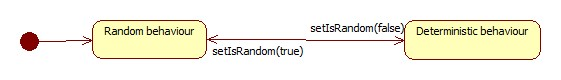 Random behaviour
setIsRandom(false)
Deterministic behaviour
setIsRandom(true)